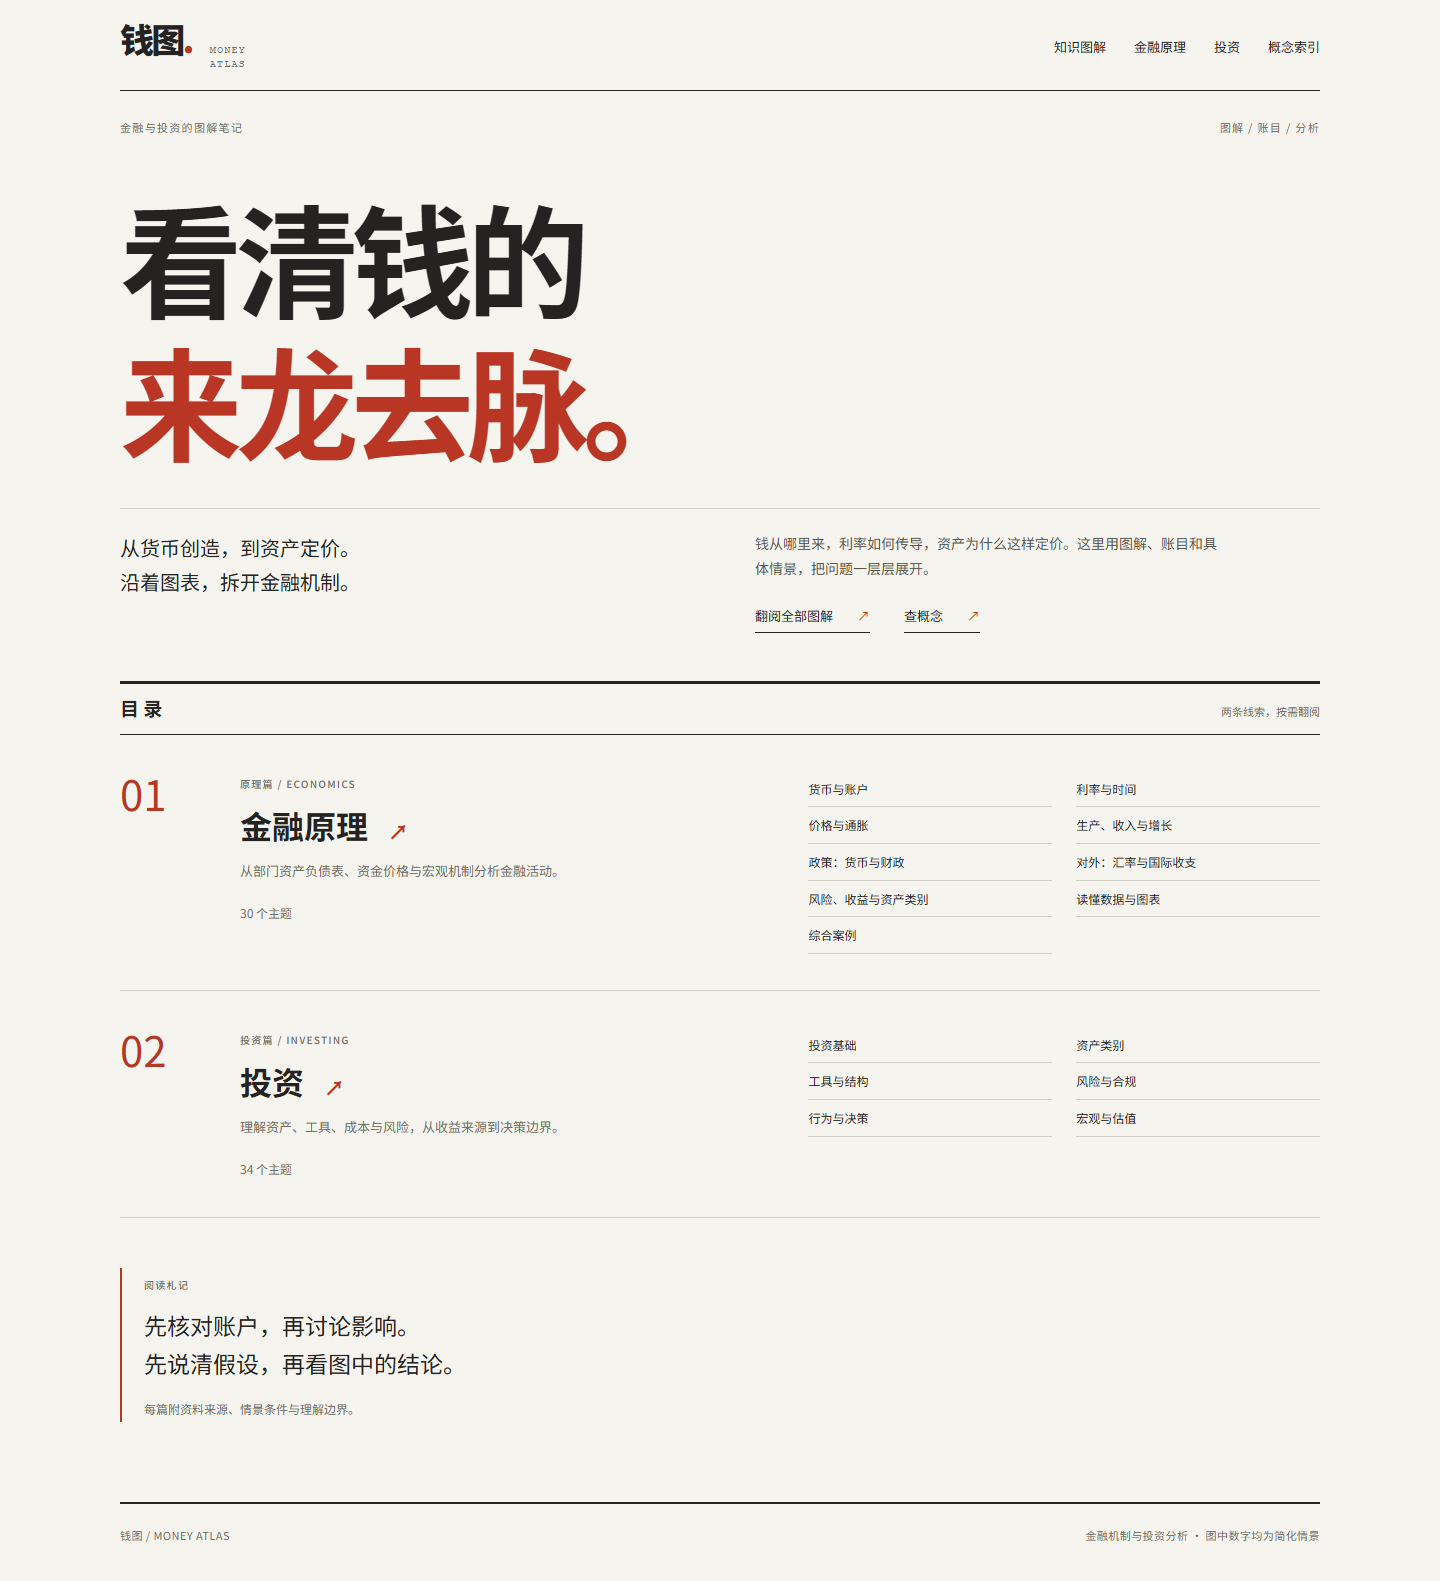 钱图.
MONEY
ATLAS
知识图解 金融原理 投资 概念索引
金融与投资的图解笔记
图解 / 账目 / 分析
看清钱的
来龙去脉。
从货币创造，到资产定价。
沿着图表，拆开金融机制。
钱从哪里来，利率如何传导，资产为什么这样定价。这里用图解、账目和具
体情景，把问题一层层展开。
翻阅全部图解 ↗ 查概念 ↗
目录
两条线索，按需翻阅
01
原理篇 / ECONOMICS
金融原理 ↗
从部门资产负债表、资金价格与宏观机制分析金融活动。
30 个主题
货币与账户 利率与时间
价格与通胀 生产、收入与增长
政策：货币与财政 对外：汇率与国际收支
风险、收益与资产类别 读懂数据与图表
综合案例
02
投资篇 / INVESTING
投资 ↗
理解资产、工具、成本与风险，从收益来源到决策边界。
34 个主题
投资基础 资产类别
工具与结构 风险与合规
行为与决策 宏观与估值
阅读札记
先核对账户，再讨论影响。
先说清假设，再看图中的结论。
每篇附资料来源、情景条件与理解边界。
钱图 / MONEY ATLAS
金融机制与投资分析 · 图中数字均为简化情景